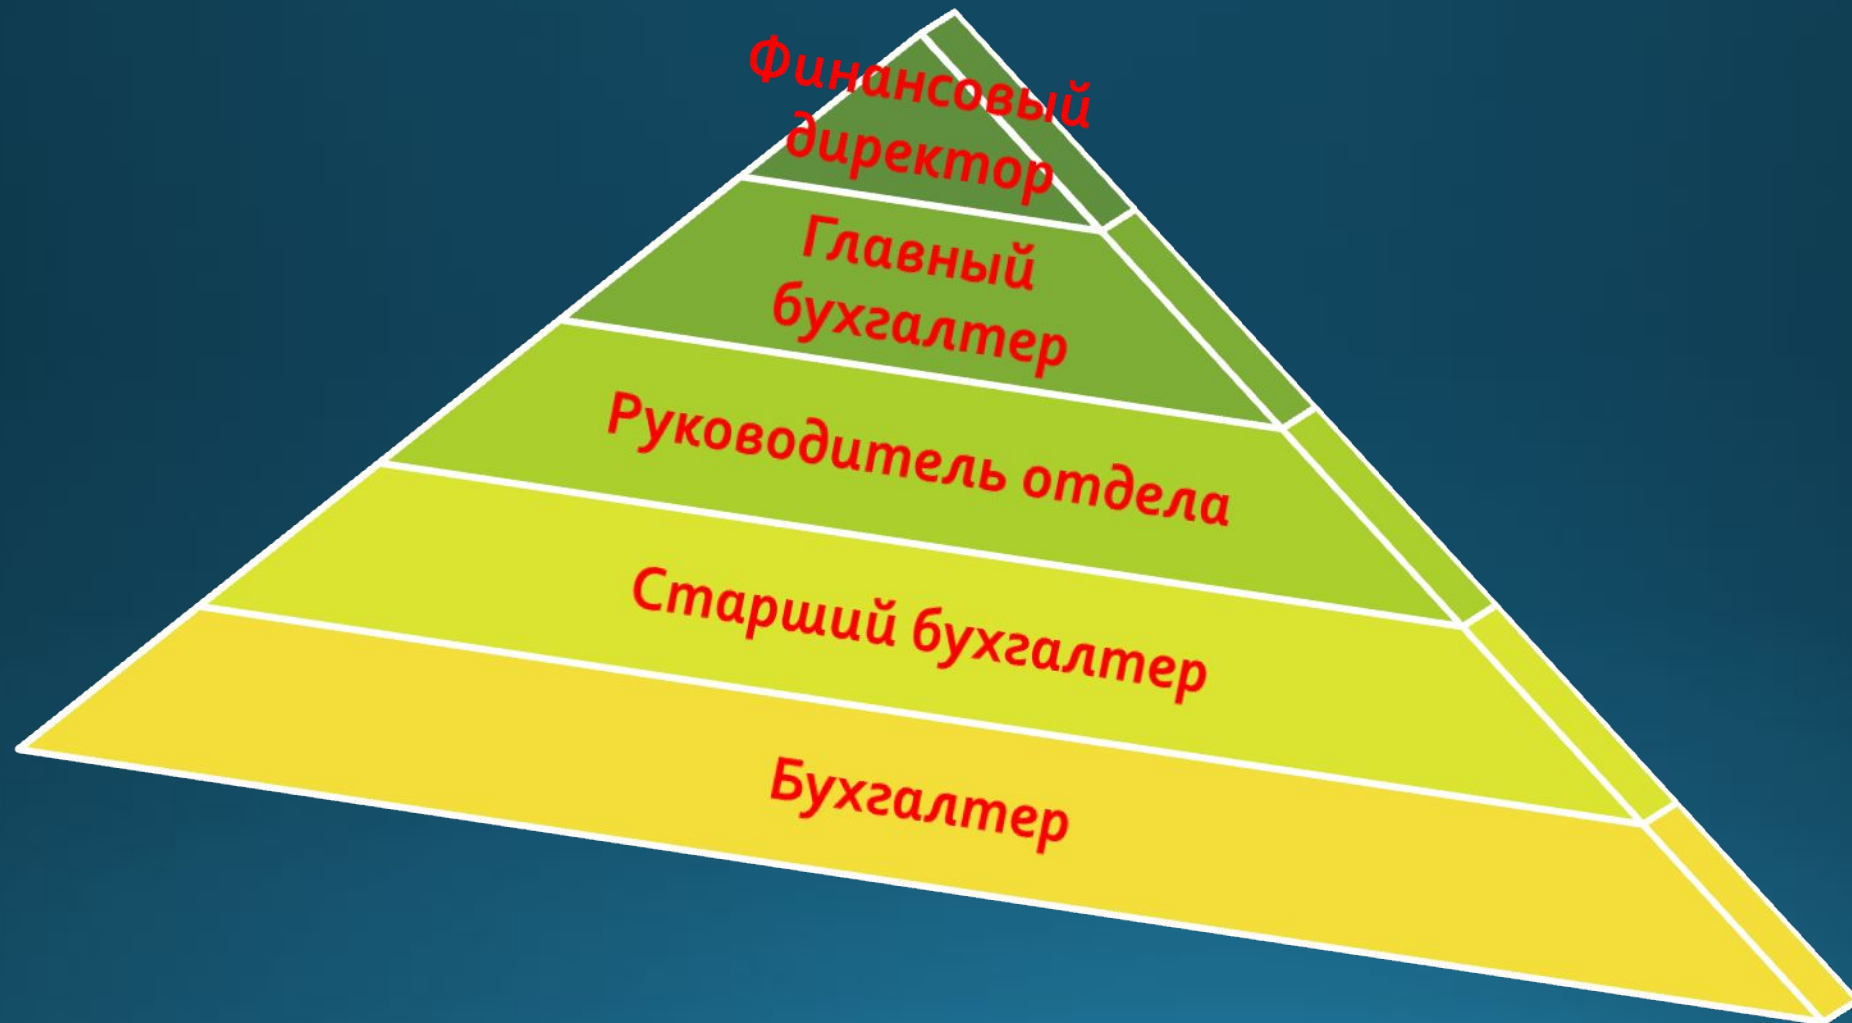 Финансовый
директор
Главный
бухгалтер
Руководитель отдела
Старший бухгалтер
Бухгалтер